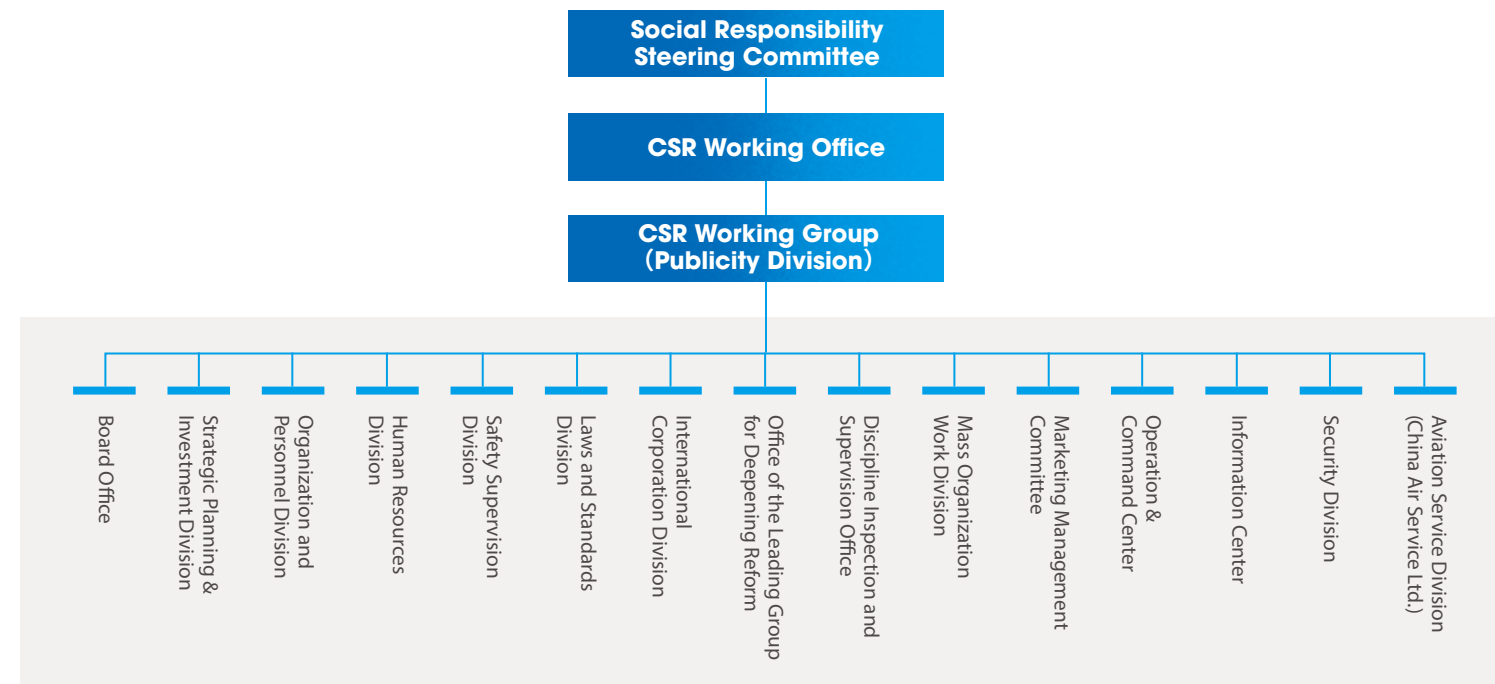 Social Responsibility
Steering Committee
CSR Working Office
CSR Working Group
(Publicity Division)
Board Office
Strategic Planning &
Investment Division
Organization and
Personnel Division
Human Resources
Division
Safety Supervision
Division
Laws and Standards
Division
International
Corporation Division
Office of the Leading Group
for Deepening Reform
Discipline Inspection and
Supervision Office
Mass Organization
Work Division
Marketing Management
Committee
Operation &
Command Center
Information Center
Security Division
Aviation Service Division
(China Air Service Ltd.)